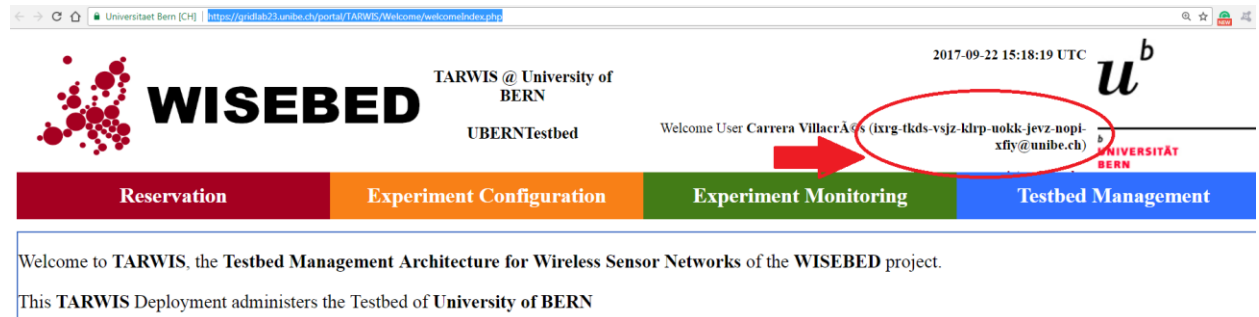 Universitaet Bern [CH] | https://gridlab23.unibe.ch/portal/TARWIS/Welcome/welcomeIndex.php
NEW
WISEBED
TARWIS @ University of
BERN
UBERNTestbed
2017-09-22 15:18:19 UTC
Welcome User Carrera VillacrÃ©s (ixrg-tkds-vsjz-klrp-uokk-jevz-nopi-
xfiy@unibe.ch)
u b
b
UNIVERSITÄT
BERN
Reservation
Experiment Configuration
Experiment Monitoring
Testbed Management
Welcome to TARWIS, the Testbed Management Architecture for Wireless Sensor Networks of the WISEBED project.
This TARWIS Deployment administers the Testbed of University of BERN